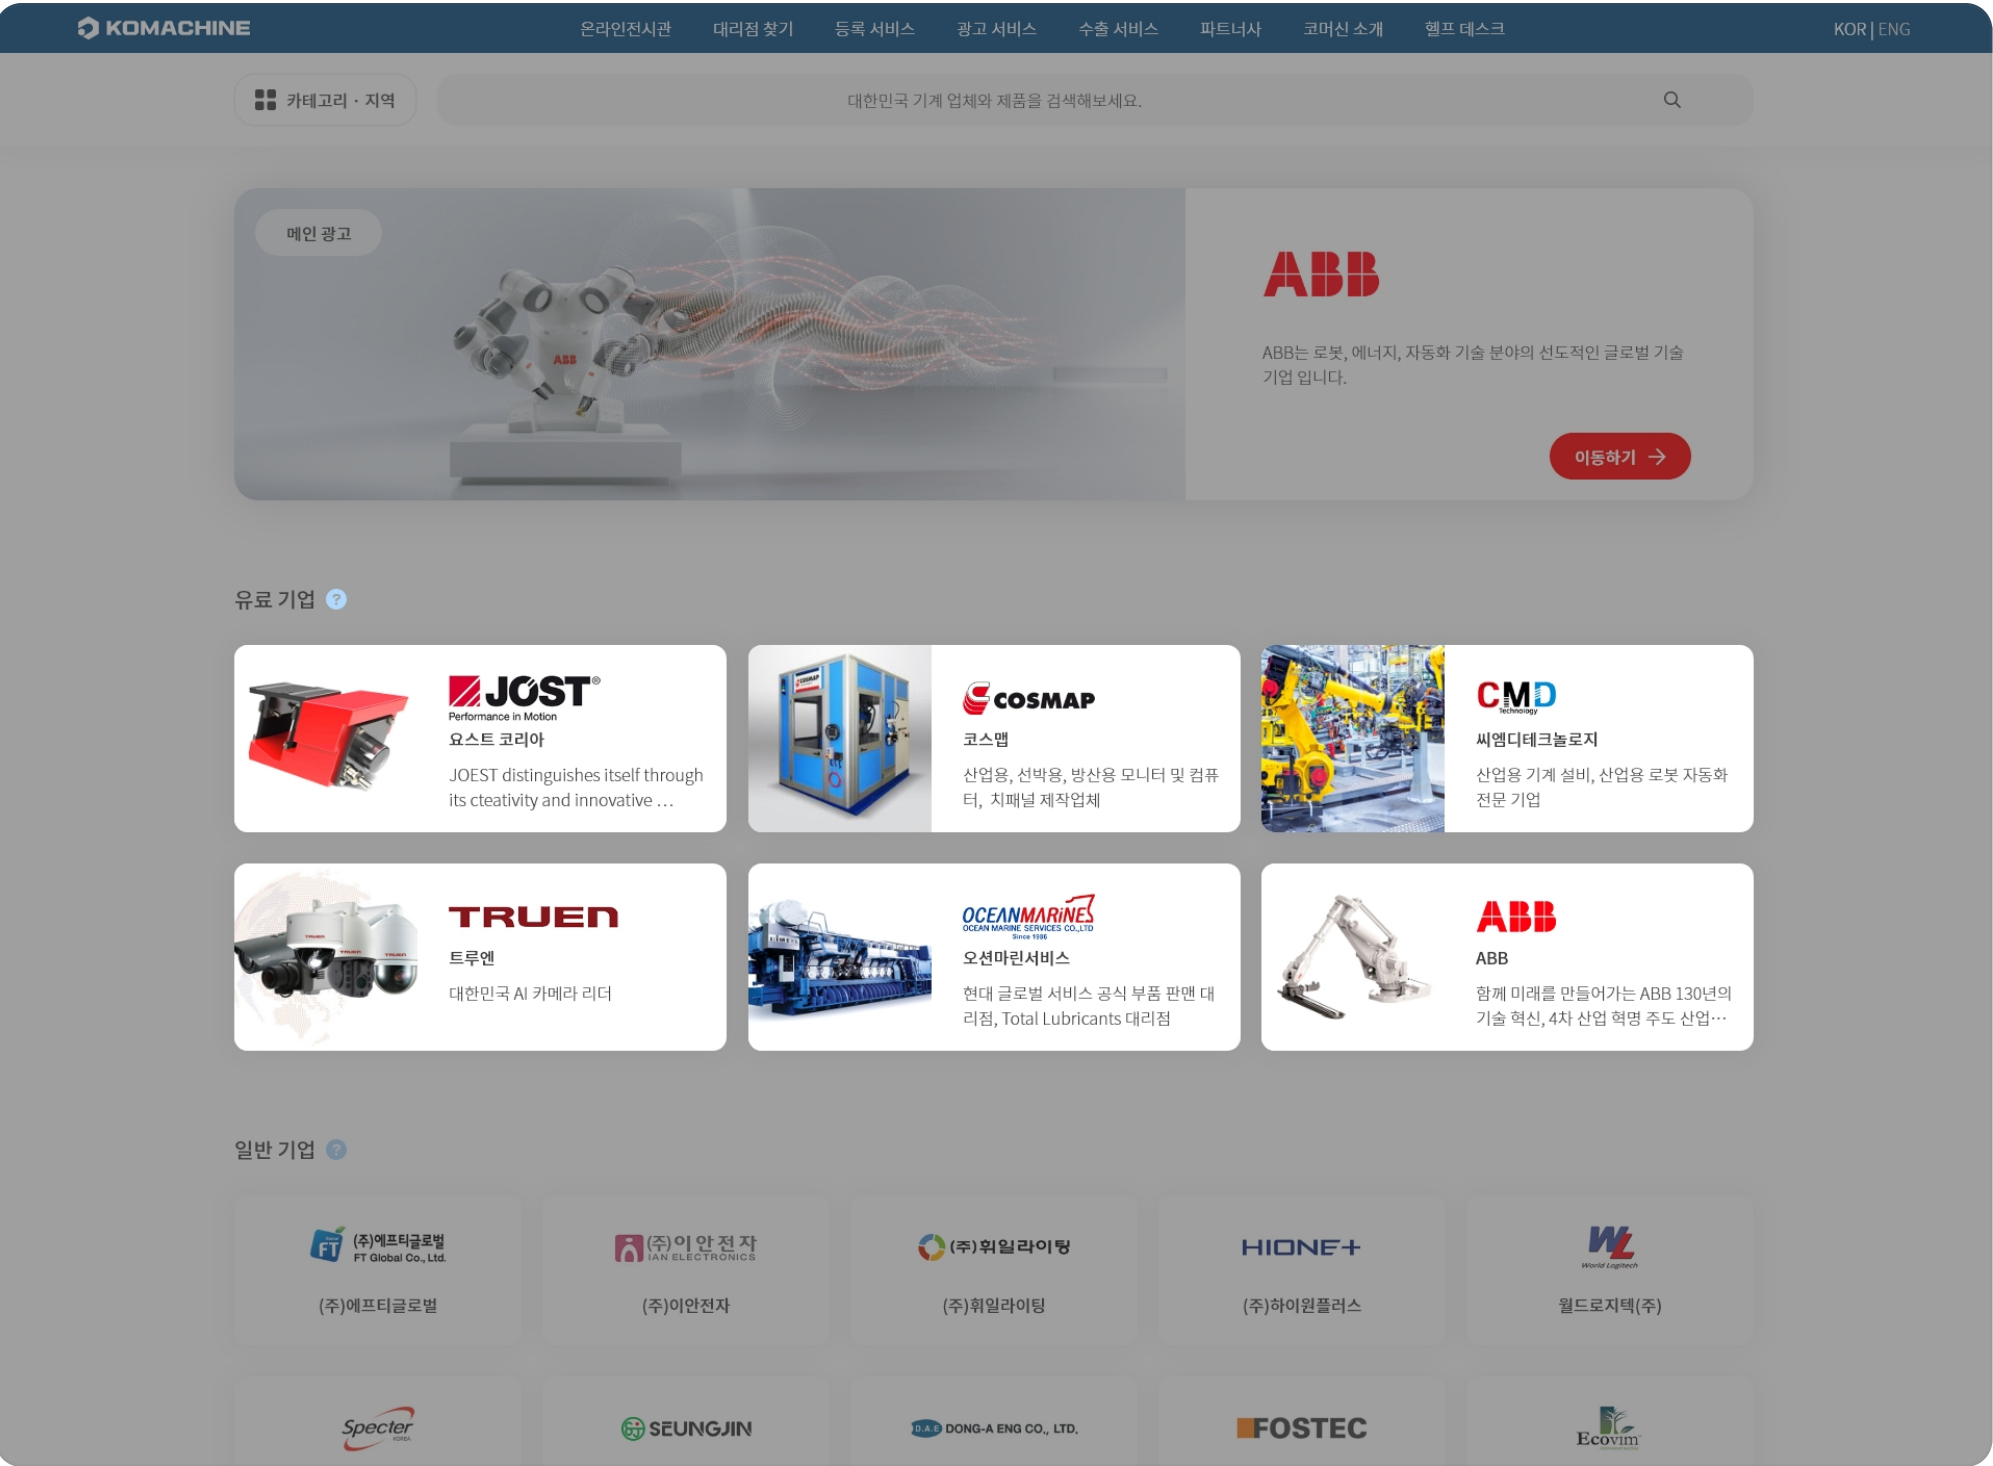 KOMACHINE
온라인전시관 대리점 찾기 등록 서비스 광고 서비스 수출 서비스 파트너사 코머신 소개 헬프 데스크
KOR | ENG
카테고리 · 지역
대한민국 기계 업체와 제품을 검색해보세요.
메인 광고
ABB
ABB
ABB는 로봇, 에너지, 자동화 기술 분야의 선도적인 글로벌 기술
기업 입니다.
이동하기 →
유료 기업 ?
JOST®
Performance in Motion
요스트 코리아
JOEST distinguishes itself through
its cteativity and innovative ...
COSMAP
COSMAP
코스맵
산업용, 선박용, 방산용 모니터 및 컴퓨
터, 치패널 제작업체
CMD
Technology
씨엠디테크놀로지
산업용 기계 설비, 산업용 로봇 자동화
전문 기업
TRUEN
TRUEN
TRUEN
TRUEN
트루엔
대한민국 AI 카메라 리더
OCEANMARINES
OCEAN MARINE SERVICES CO.,LTD
Since 1986
오션마린서비스
현대 글로벌 서비스 공식 부품 판맨 대
리점, Total Lubricants 대리점
ABB
ABB
함께 미래를 만들어가는 ABB 130년의
기술 혁신, 4차 산업 혁명 주도 산업…
일반 기업 ?
FT
(주)에프티글로벌
FT Global Co., Ltd.
(주)에프티글로벌
(주)이안전자
IAN ELECTRONICS
(주)이안전자
(주)휘일라이팅
(주)휘일라이팅
HIONE+
(주)하이원플러스
WL
World Logitech
월드로지텍(주)
Specter
KOREA
SEUNGJIN
D.A.E DONG-A ENG CO., LTD.
FOSTEC
Ecovim